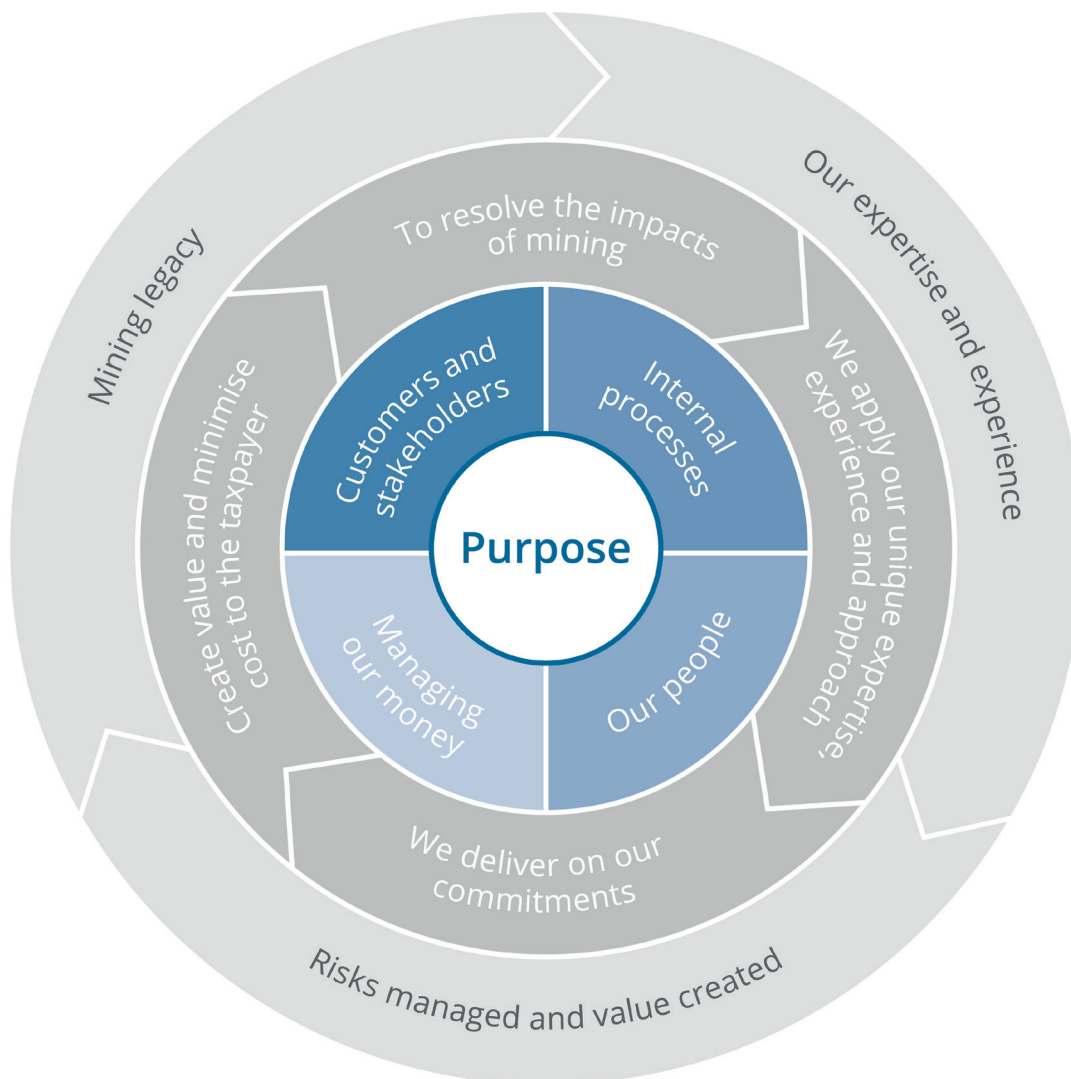 Mining legacy
Our expertise and experience
Risks managed and value created
To resolve the impacts
of mining
We apply our unique expertise,
experience and approach
We deliver on our
commitments
Create value and minimise
cost to the taxpayer
Customers and
stakeholders
Internal
processes
Our people
Managing
our money
Purpose